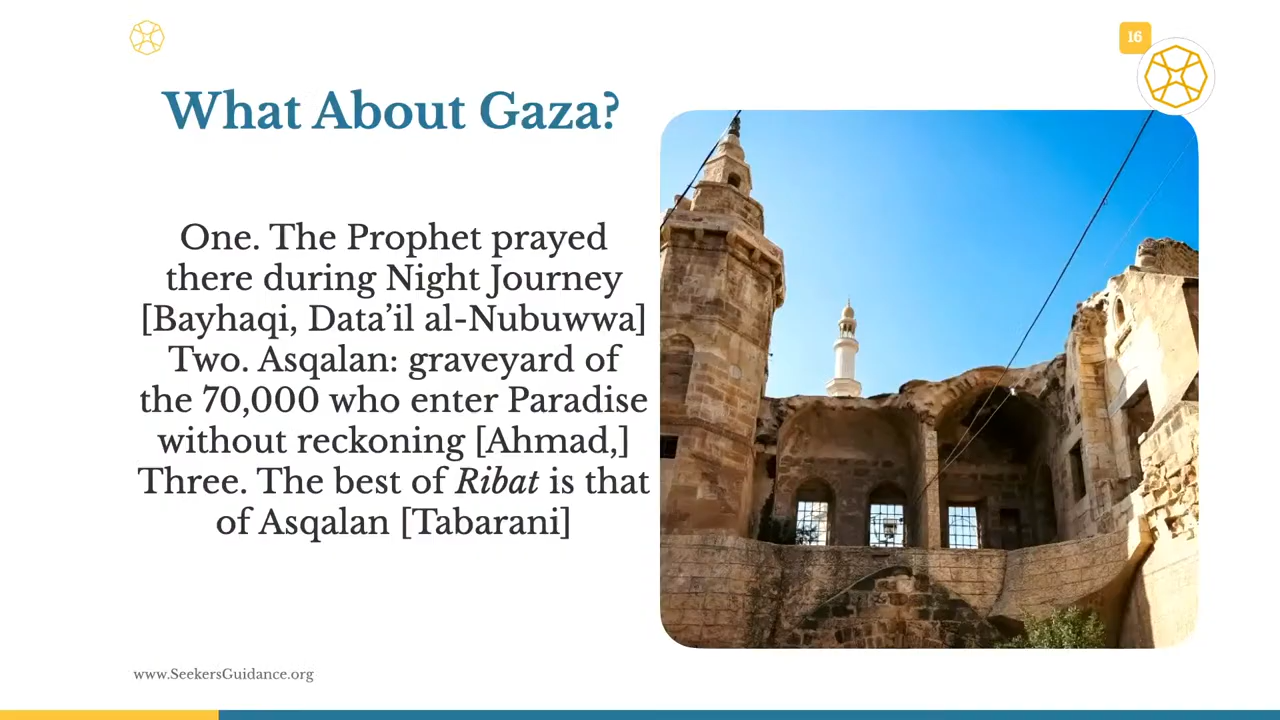 16
What About Gaza?
One. The Prophet prayed
there during Night Journey
[Bayhaqi, Data’il al-Nubuwwa]
Two. Asqalan: graveyard of
the 70,000 who enter Paradise
without reckoning [Ahmad,]
Three. The best of Ribat is that
of Asqalan [Tabarani]
www.SeekersGuidance.org